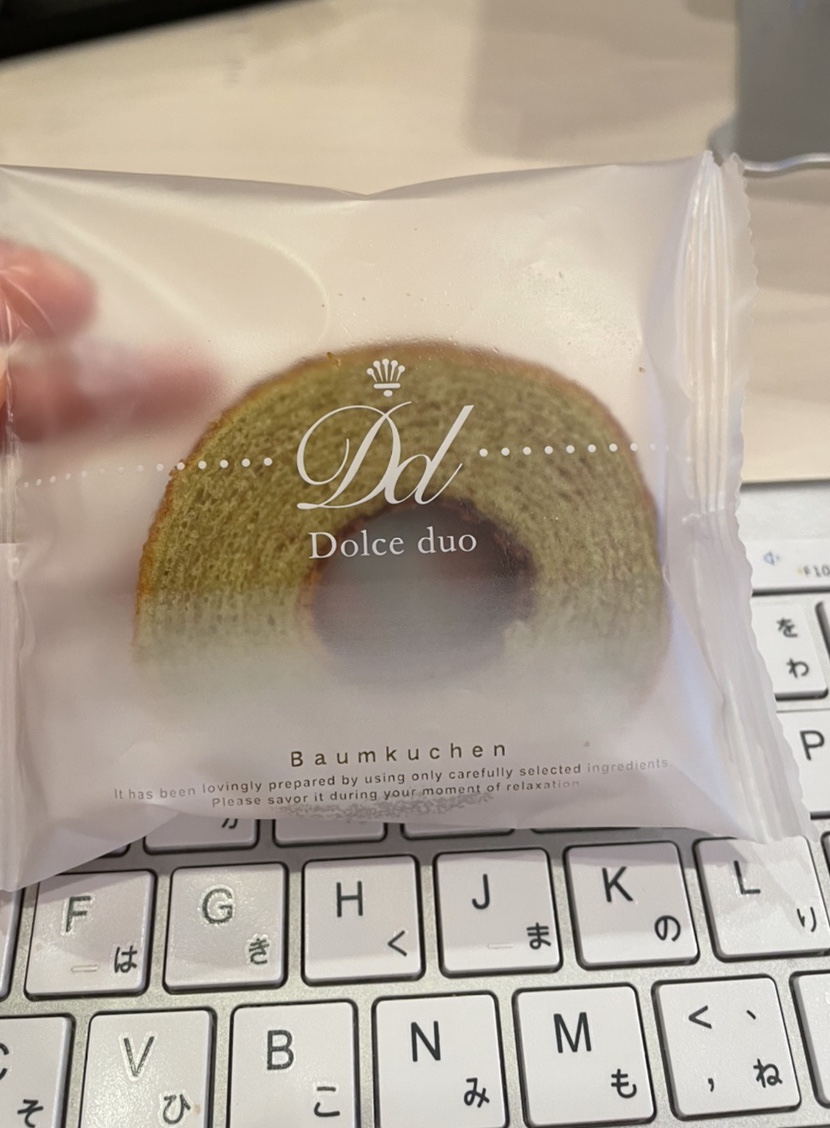 Dd
Dolce duo
Baumkuchen
It has been lovingly prepared by using only carefully selected ingredients.
Please savor it during your moment of relaxation
F10
を
わ
P
F は
G き
H く
J ま
K の
L り
そ
V ひ
B こ
N み
M も
< 、
, ね